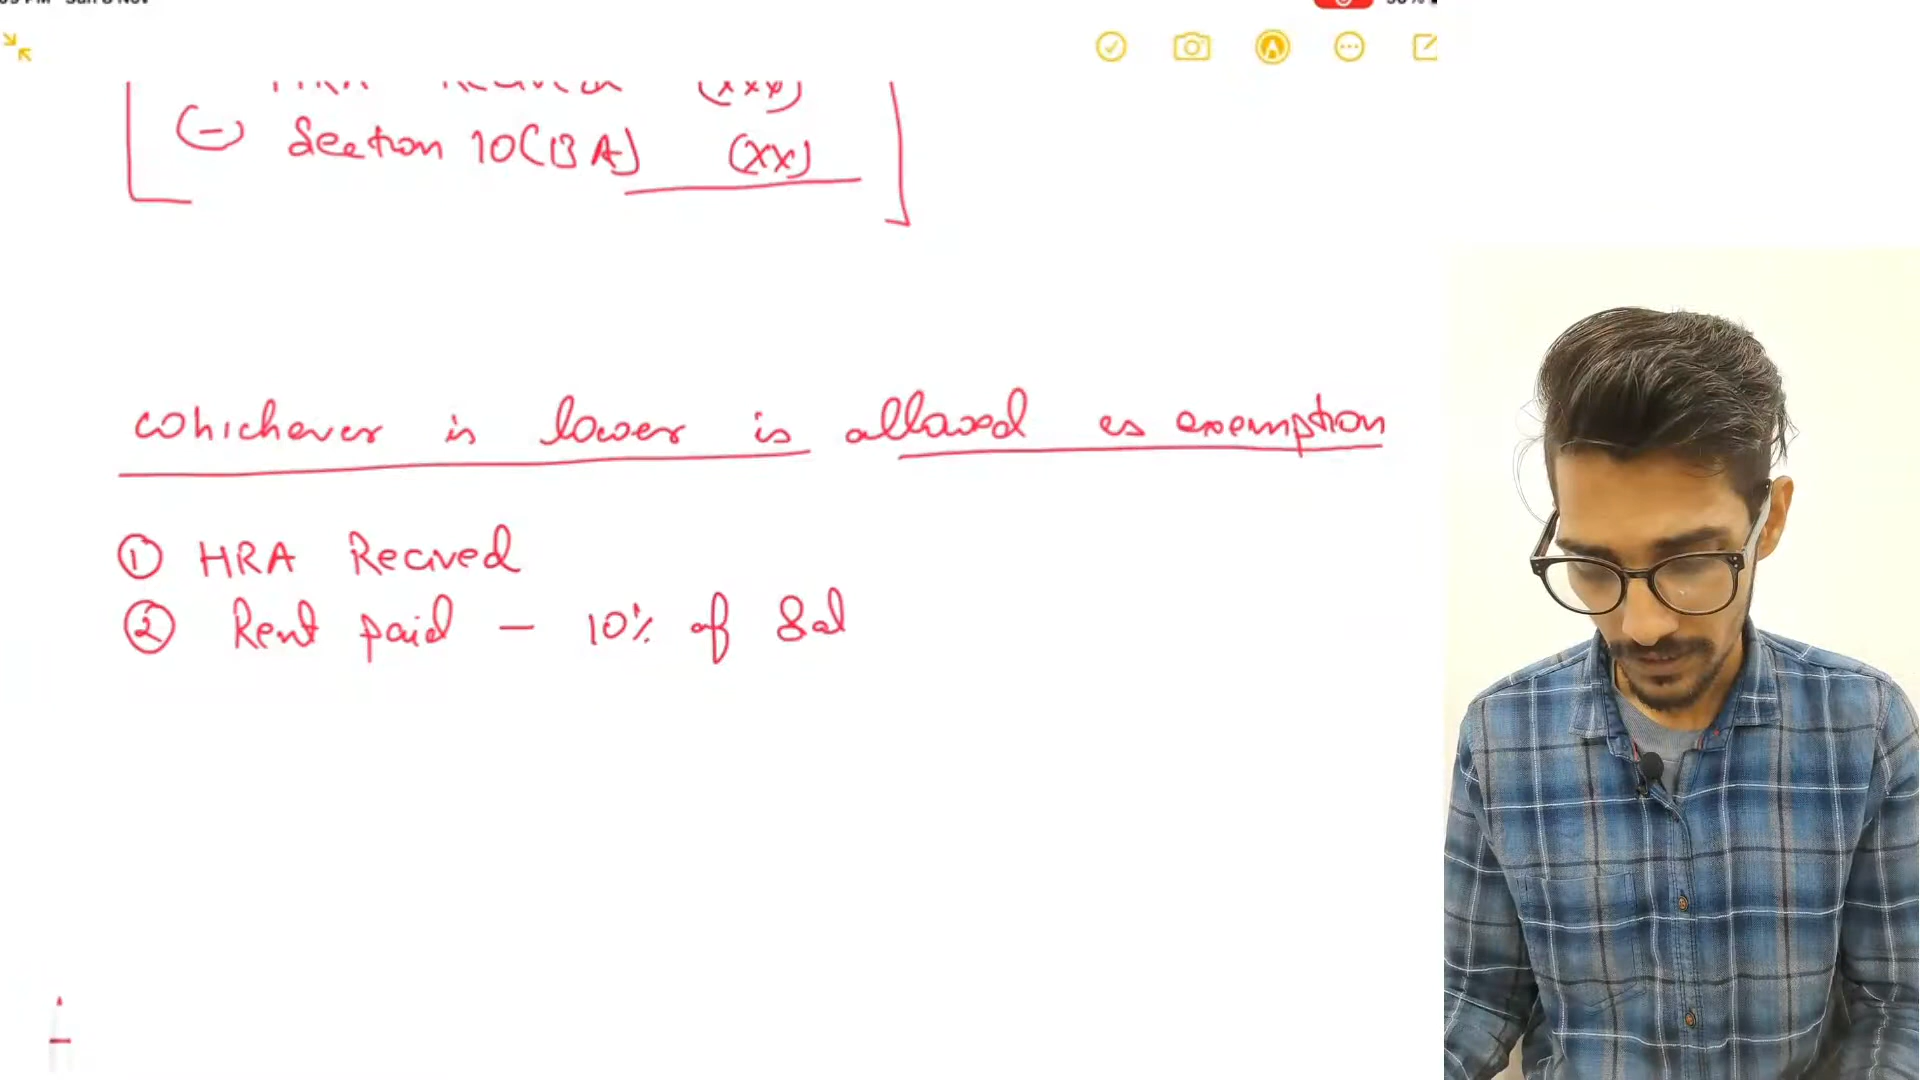 (-) Section 10(13A) (xx)
whichever is lower is allowed as exemption
① HRA Recived
② Rent paid - 10% of Sal